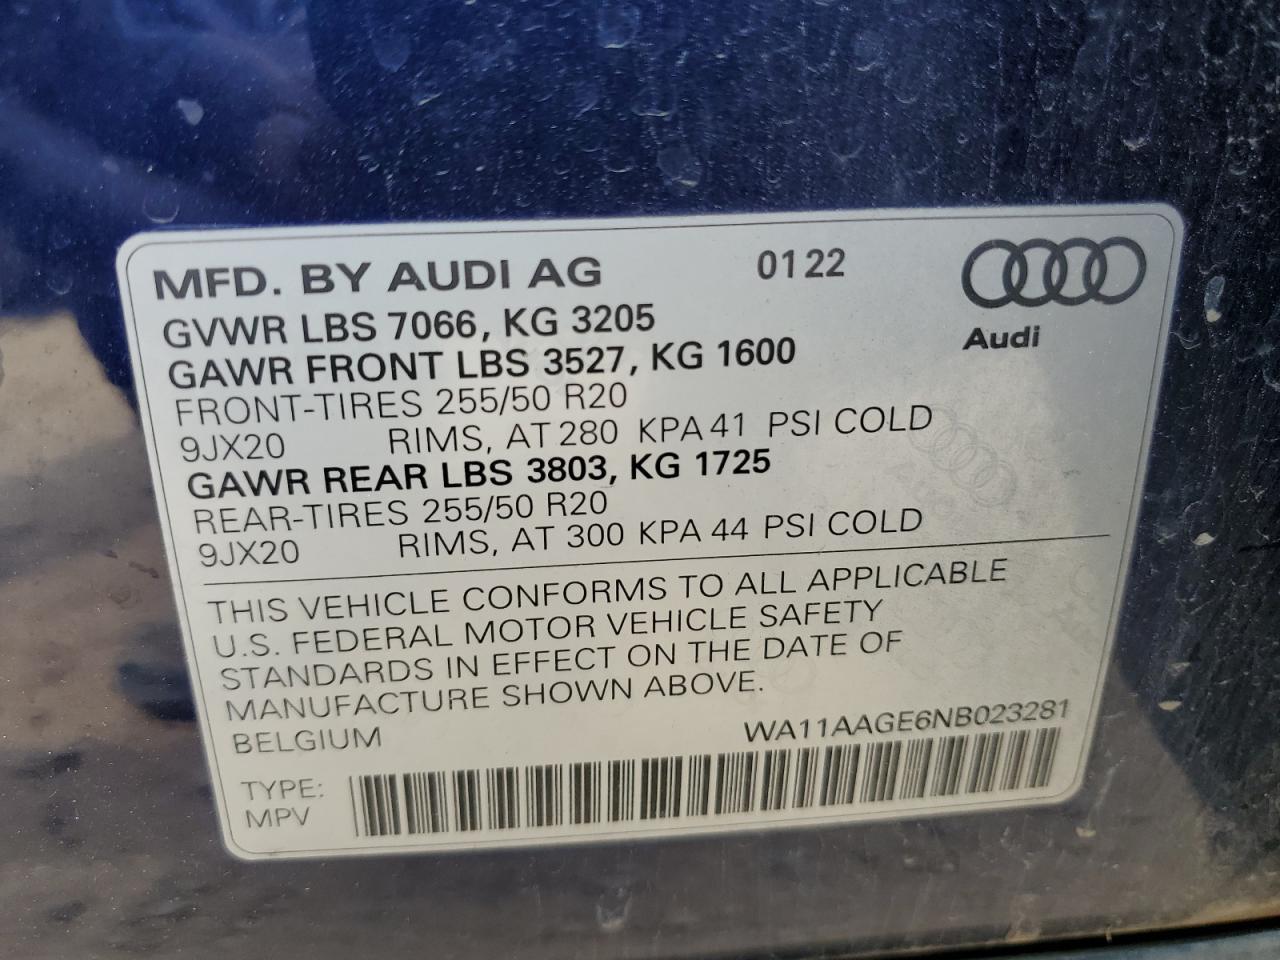 MFD. BY AUDI AG 0122
Audi
GVWR LBS 7066, KG 3205
GAWR FRONT LBS 3527, KG 1600
FRONT-TIRES 255/50 R20
9JX20 RIMS, AT 280 KPA 41 PSI COLD
GAWR REAR LBS 3803, KG 1725
REAR-TIRES 255/50 R20
9JX20 RIMS, AT 300 KPA 44 PSI COLD
THIS VEHICLE CONFORMS TO ALL APPLICABLE
U.S. FEDERAL MOTOR VEHICLE SAFETY
STANDARDS IN EFFECT ON THE DATE OF
MANUFACTURE SHOWN ABOVE.
BELGIUM WA11AAGE6NB023281
TYPE:
MPV